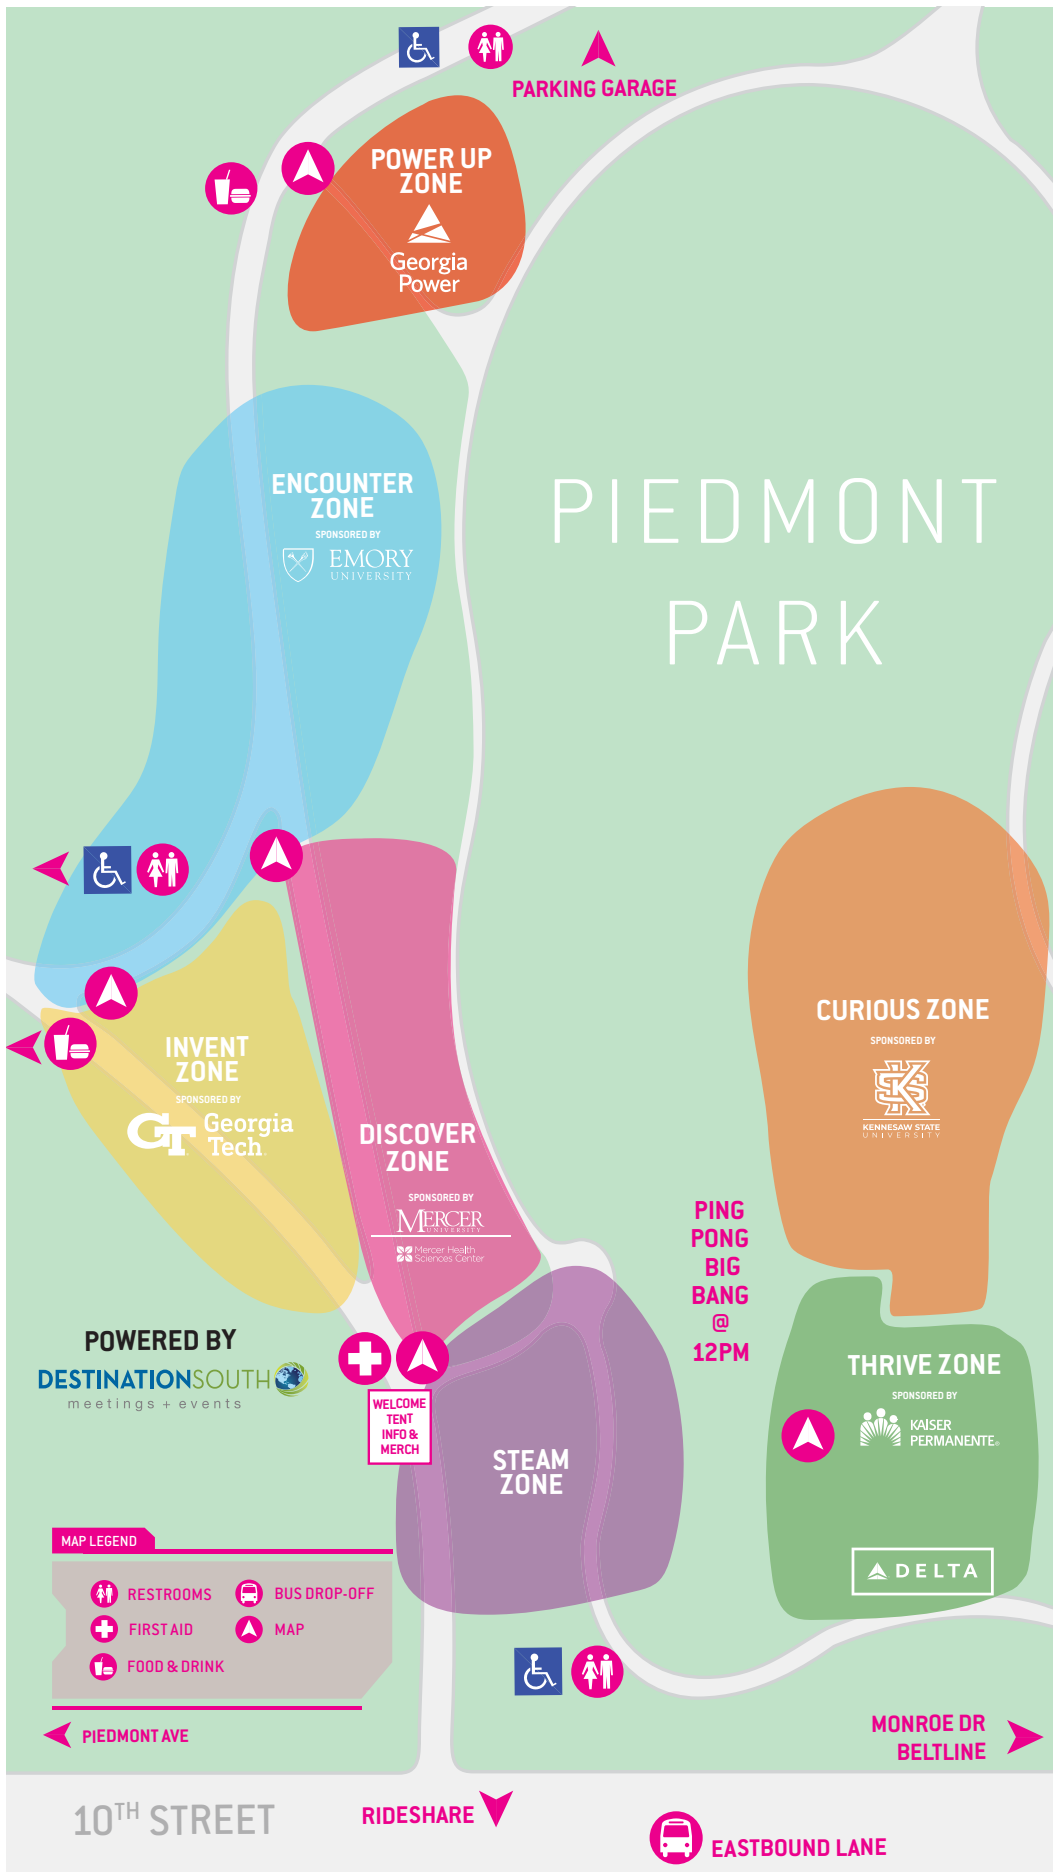 PARKING GARAGE
POWER UP
ZONE
Georgia
Power
ENCOUNTER
ZONE
SPONSORED BY
EMORY
UNIVERSITY
PIEDMONT
PARK
CURIOUS ZONE
SPONSORED BY
KS
KENNESAW STATE
UNIVERSITY
INVENT
ZONE
SPONSORED BY
GT Georgia
Tech
DISCOVER
ZONE
SPONSORED BY
MERCER
UNIVERSITY
Mercer Health
Sciences Center
PING
PONG
BIG
BANG
@
12PM
POWERED BY
DESTINATIONSOUTH
meetings + events
WELCOME
TENT
INFO &
MERCH
THRIVE ZONE
SPONSORED BY
KAISER
PERMANENTE®
DELTA
STEAM
ZONE
MAP LEGEND
RESTROOMS
BUS DROP-OFF
FIRST AID
MAP
FOOD & DRINK
PIEDMONT AVE
MONROE DR
BELTLINE
10TH STREET
RIDESHARE
EASTBOUND LANE